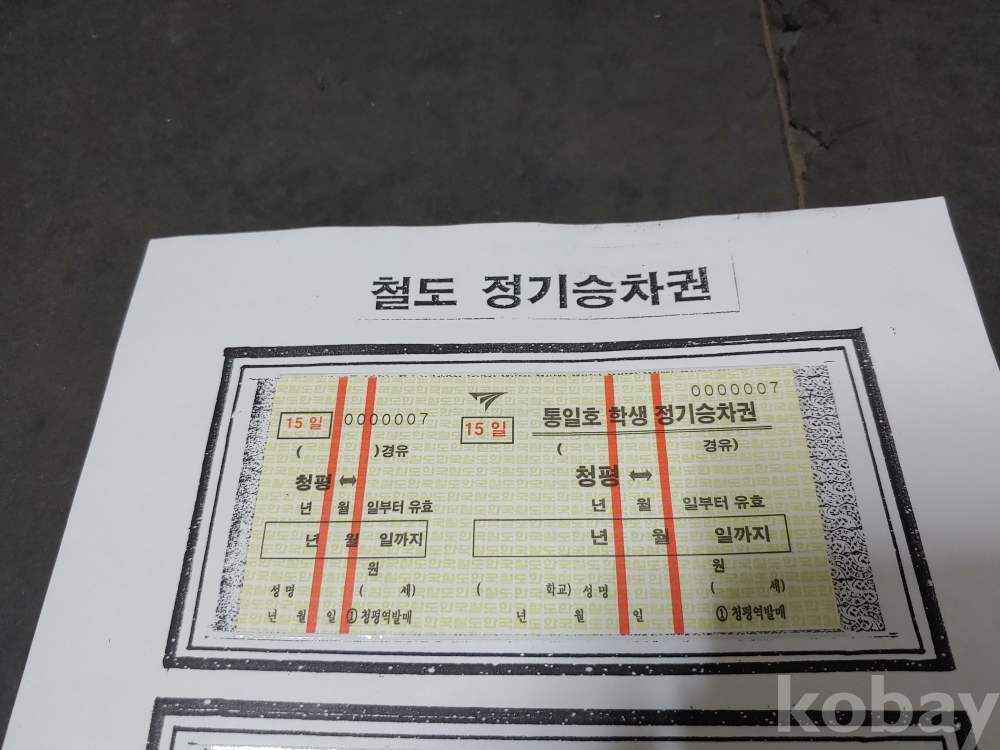 철도 정기승차권
15 일 0000007
( )경유
청평 ↔
년 월 일부터 유효
년 월 일까지
원
성명 ( 세)
년 월 일 ①청평역발매
0000007
15 일 통일호 학생 정기승차권
( 경유)
청평 ↔
년 월 일부터 유효
년 월 일까지
원
( 학교) 성명 ( 세)
년 월 일 ①청평역발매
kobay